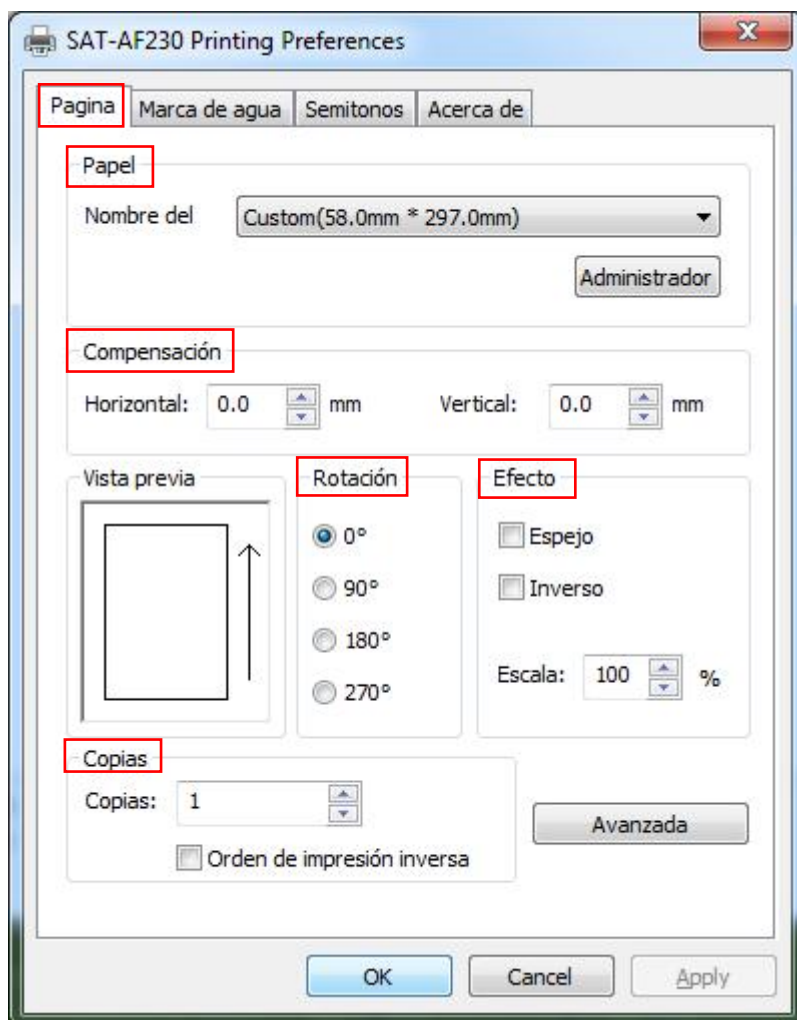 SAT-AF230 Printing Preferences
Pagina Marca de agua Semitonos Acerca de
Papel
Nombre del Custom(58.0mm * 297.0mm)
Administrador
Compensación
Horizontal: 0.0 mm Vertical: 0.0 mm
Vista previa Rotación Efecto
0° Espejo
90° Inverso
180°
Escala: 100 %
270°
Copias
Copias: 1
Avanzada
Orden de impresión inversa
OK Cancel Apply